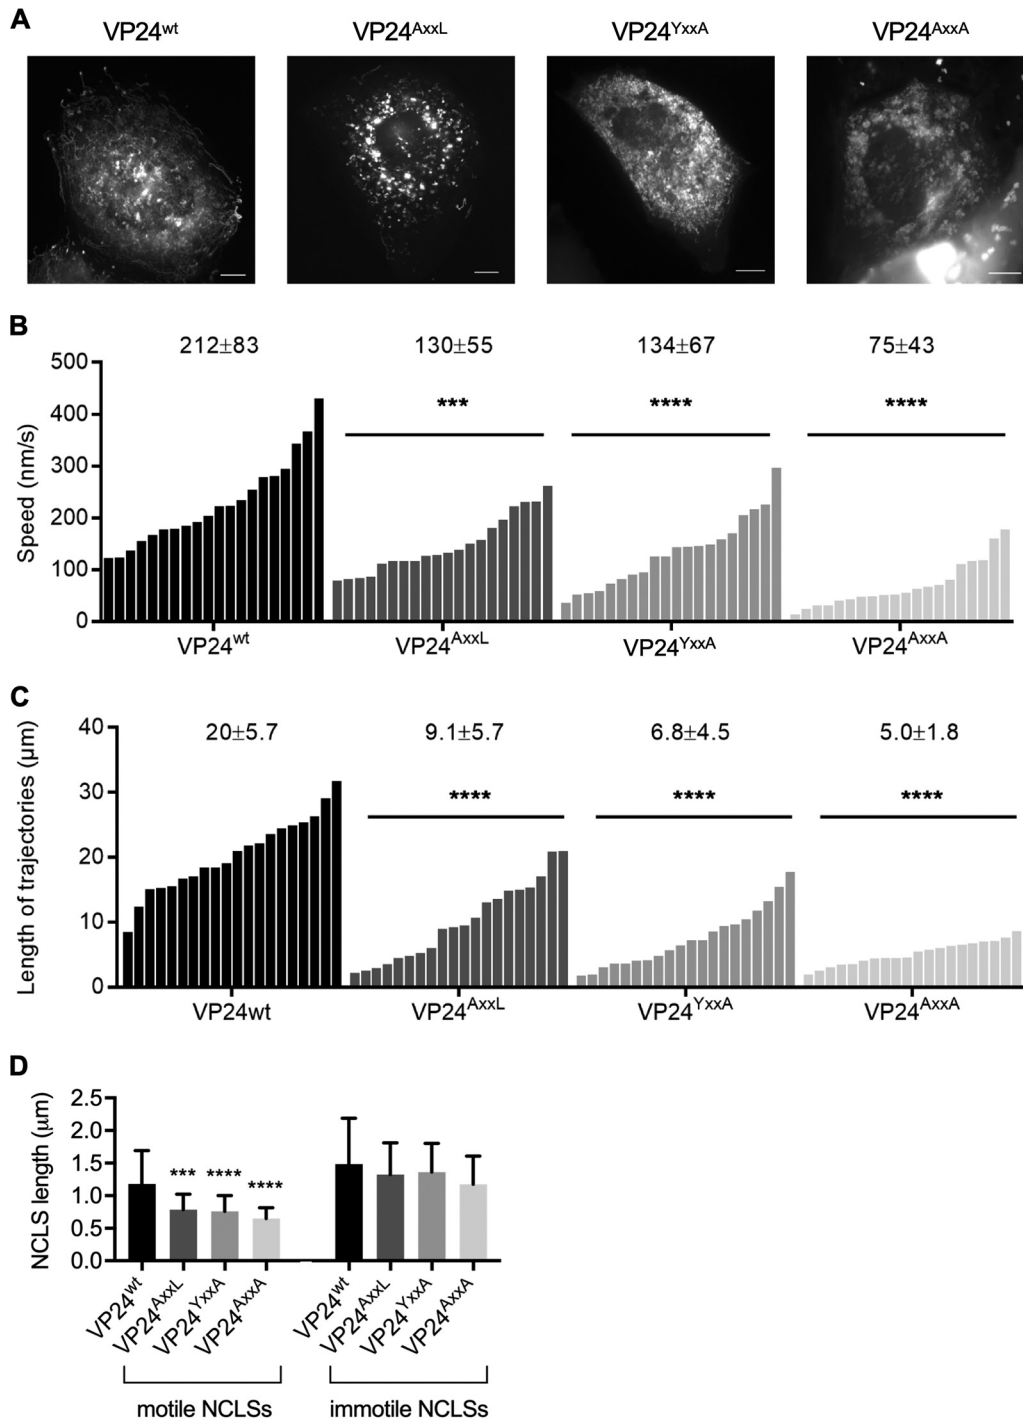 A
VP24wt VP24AxxL VP24YxxA VP24AxxA
B
212±83 130±55 134±67 75±43
*** **** ****
Speed (nm/s)
500
400
300
200
100
0
VP24wt VP24AxxL VP24YxxA VP24AxxA
C
20±5.7 9.1±5.7 6.8±4.5 5.0±1.8
**** **** ****
Length of trajectories (μm)
40
30
20
10
0
VP24wt VP24AxxL VP24YxxA VP24AxxA
D
NCLS length (μm)
2.5
2.0
1.5
1.0
0.5
0.0
*** **** ****
VP24wt VP24AxxL VP24YxxA VP24AxxA VP24wt VP24AxxL VP24YxxA VP24AxxA
motile NCLSs immotile NCLSs